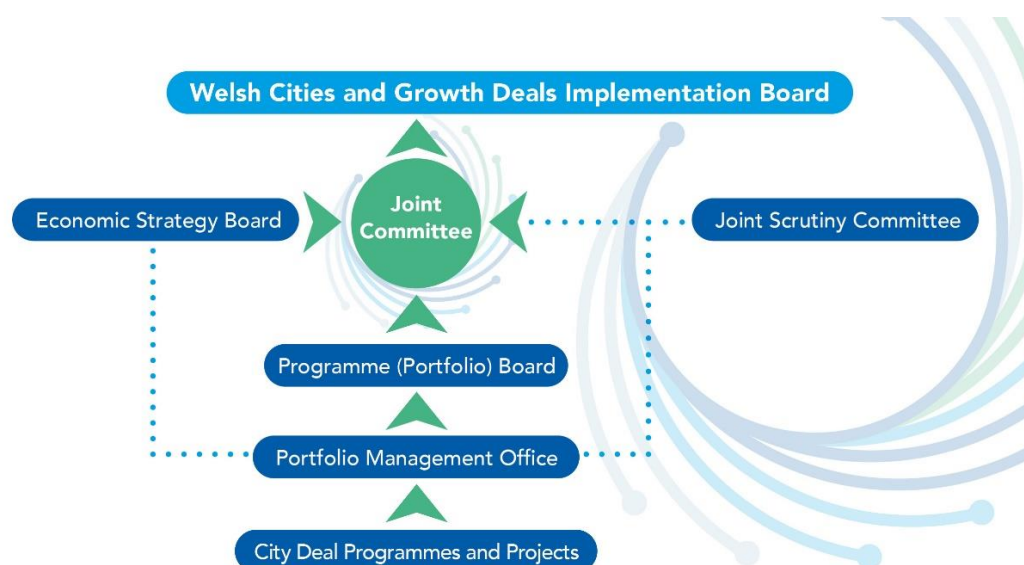 Welsh Cities and Growth Deals Implementation Board
Economic Strategy Board
Joint
Committee
Joint Scrutiny Committee
Programme (Portfolio) Board
Portfolio Management Office
City Deal Programmes and Projects